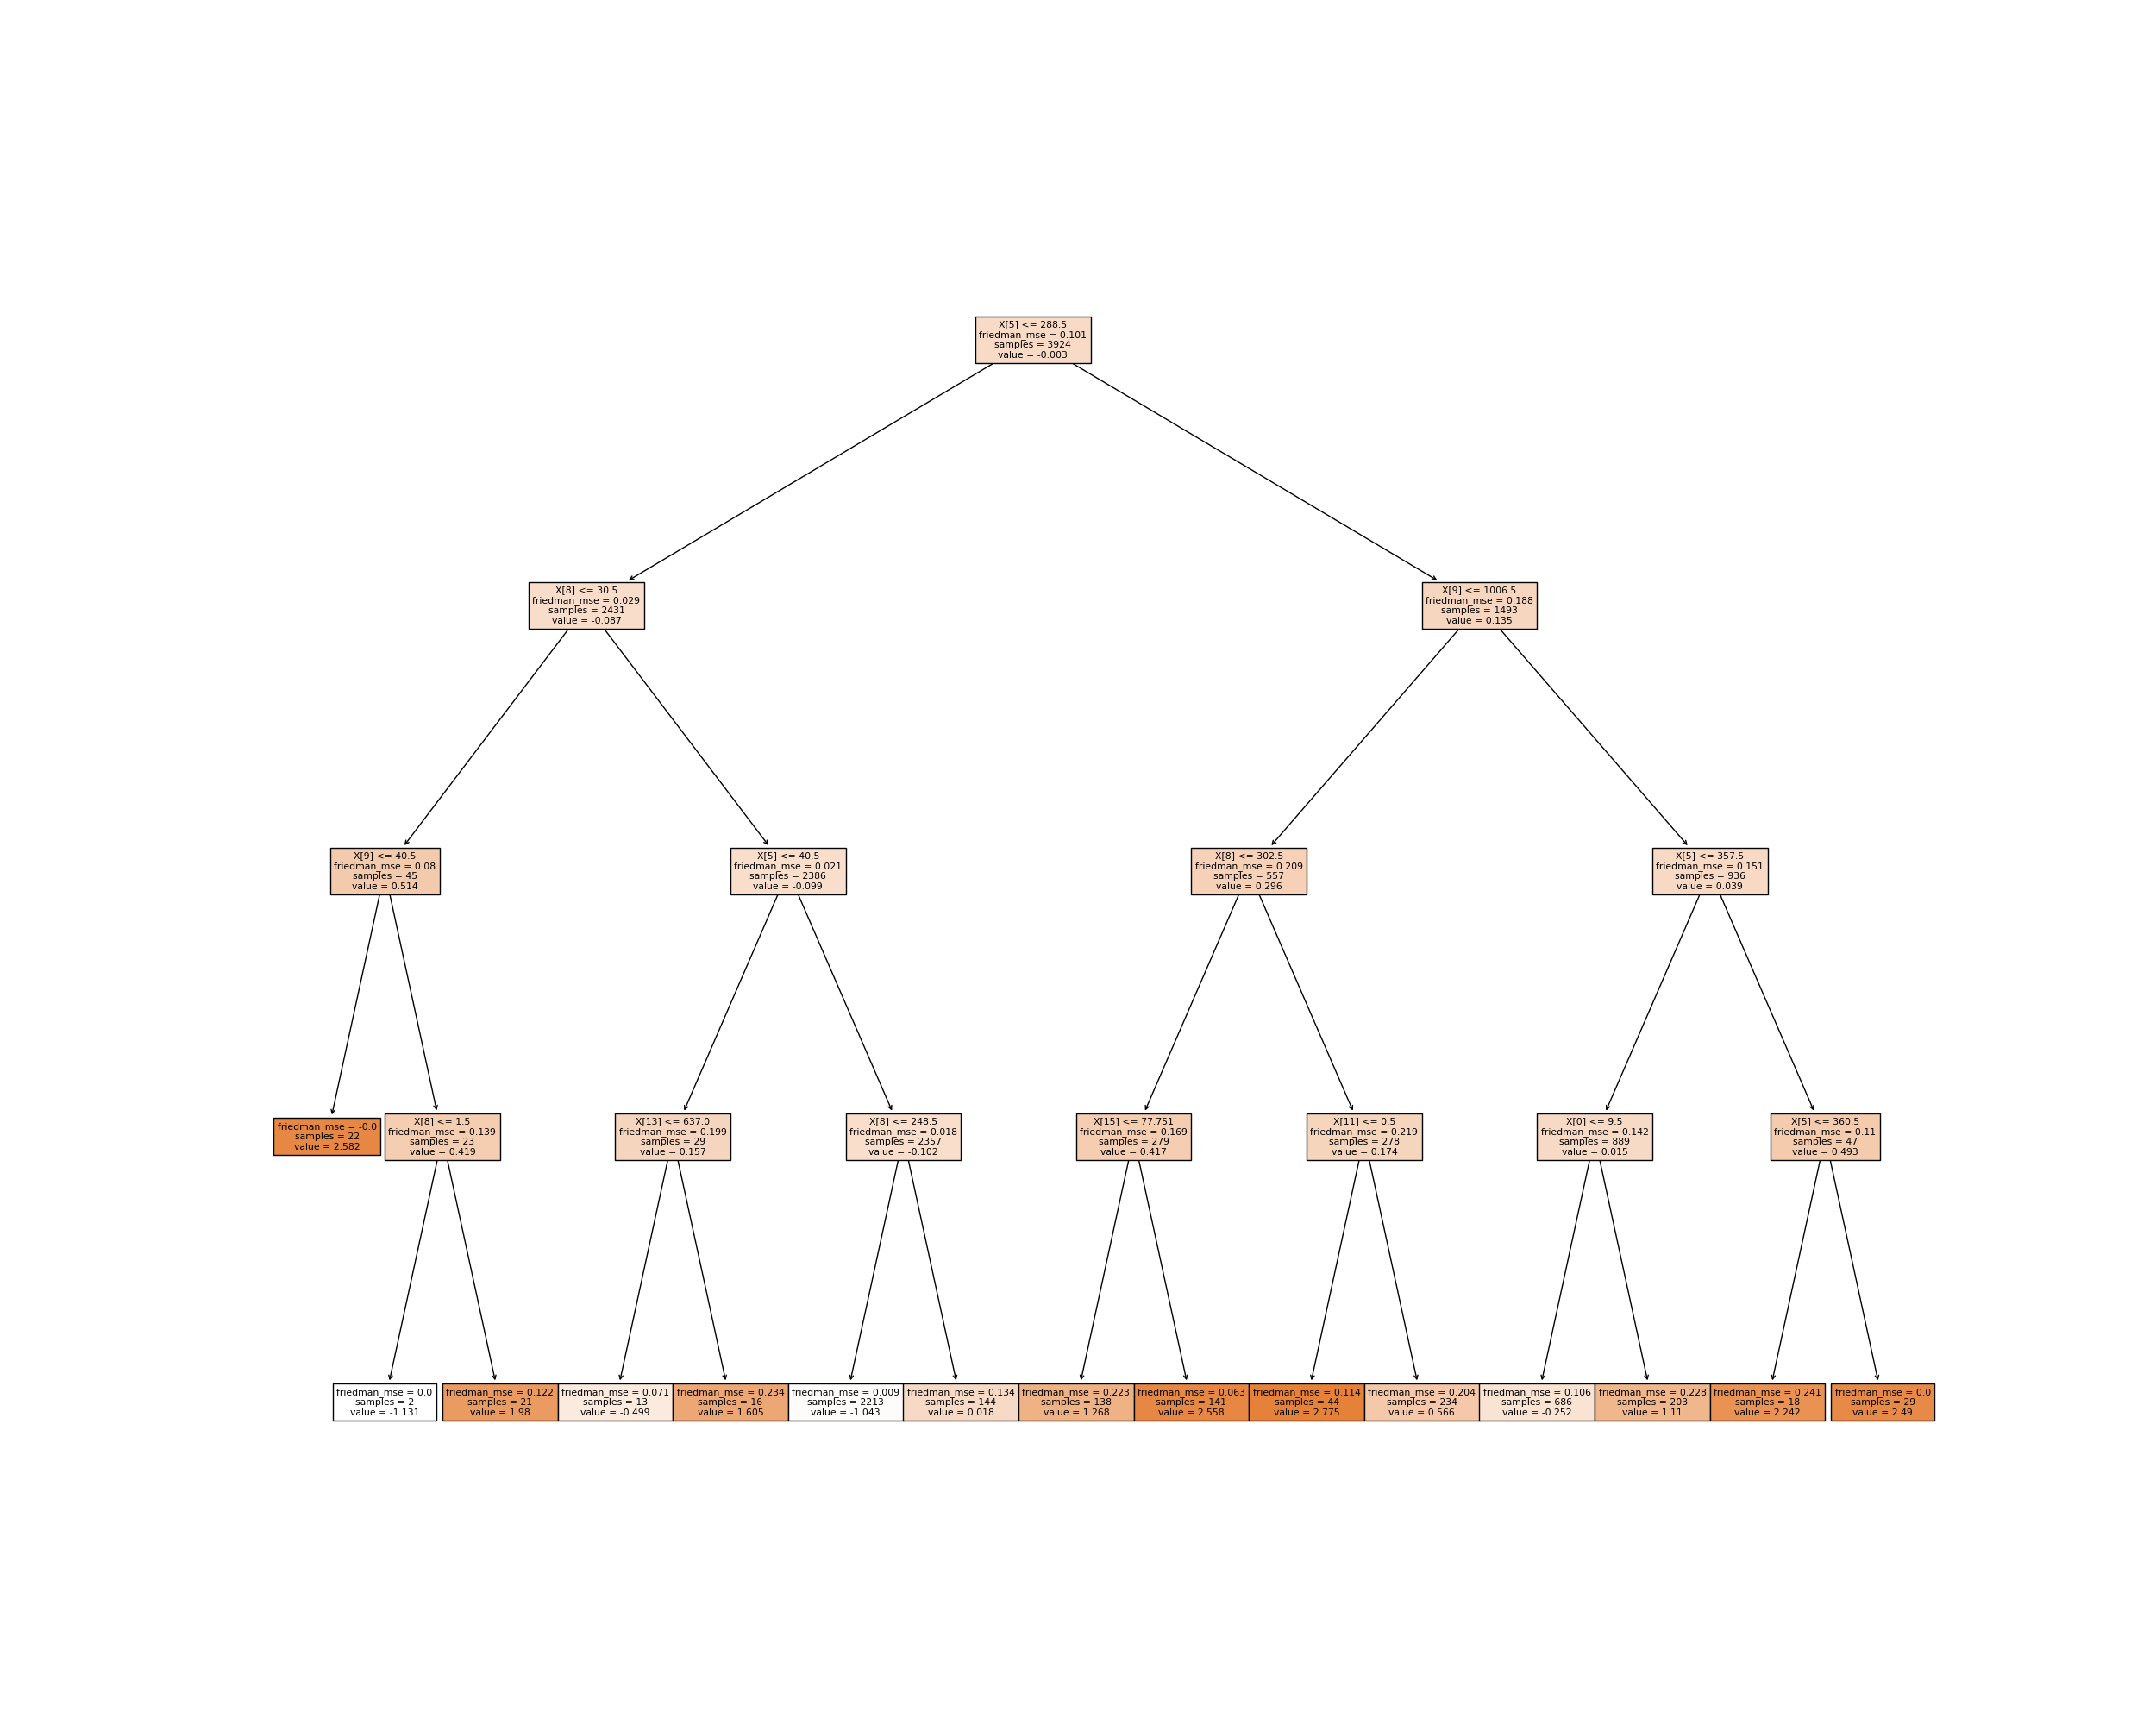 X[5] <= 288.5
friedman_mse = 0.101
samples = 3924
value = -0.003
X[8] <= 30.5
friedman_mse = 0.029
samples = 2431
value = -0.087
X[9] <= 1006.5
friedman_mse = 0.188
samples = 1493
value = 0.135
X[9] <= 40.5
friedman_mse = 0.08
samples = 45
value = 0.514
X[5] <= 40.5
friedman_mse = 0.021
samples = 2386
value = -0.099
X[8] <= 302.5
friedman_mse = 0.209
samples = 557
value = 0.296
X[5] <= 357.5
friedman_mse = 0.151
samples = 936
value = 0.039
friedman_mse = -0.0
samples = 22
value = 2.582
X[8] <= 1.5
friedman_mse = 0.139
samples = 23
value = 0.419
X[13] <= 637.0
friedman_mse = 0.199
samples = 29
value = 0.157
X[8] <= 248.5
friedman_mse = 0.018
samples = 2357
value = -0.102
X[15] <= 77.751
friedman_mse = 0.169
samples = 279
value = 0.417
X[11] <= 0.5
friedman_mse = 0.219
samples = 278
value = 0.174
X[0] <= 9.5
friedman_mse = 0.142
samples = 889
value = 0.015
X[5] <= 360.5
friedman_mse = 0.11
samples = 47
value = 0.493
friedman_mse = 0.0
samples = 2
value = -1.131
friedman_mse = 0.122
samples = 21
value = 1.98
friedman_mse = 0.071
samples = 13
value = -0.499
friedman_mse = 0.234
samples = 16
value = 1.605
friedman_mse = 0.009
samples = 2213
value = -1.043
friedman_mse = 0.134
samples = 144
value = 0.018
friedman_mse = 0.223
samples = 138
value = 1.268
friedman_mse = 0.063
samples = 141
value = 2.558
friedman_mse = 0.114
samples = 44
value = 2.775
friedman_mse = 0.204
samples = 234
value = 0.566
friedman_mse = 0.106
samples = 686
value = -0.252
friedman_mse = 0.228
samples = 203
value = 1.11
friedman_mse = 0.241
samples = 18
value = 2.242
friedman_mse = 0.0
samples = 29
value = 2.49